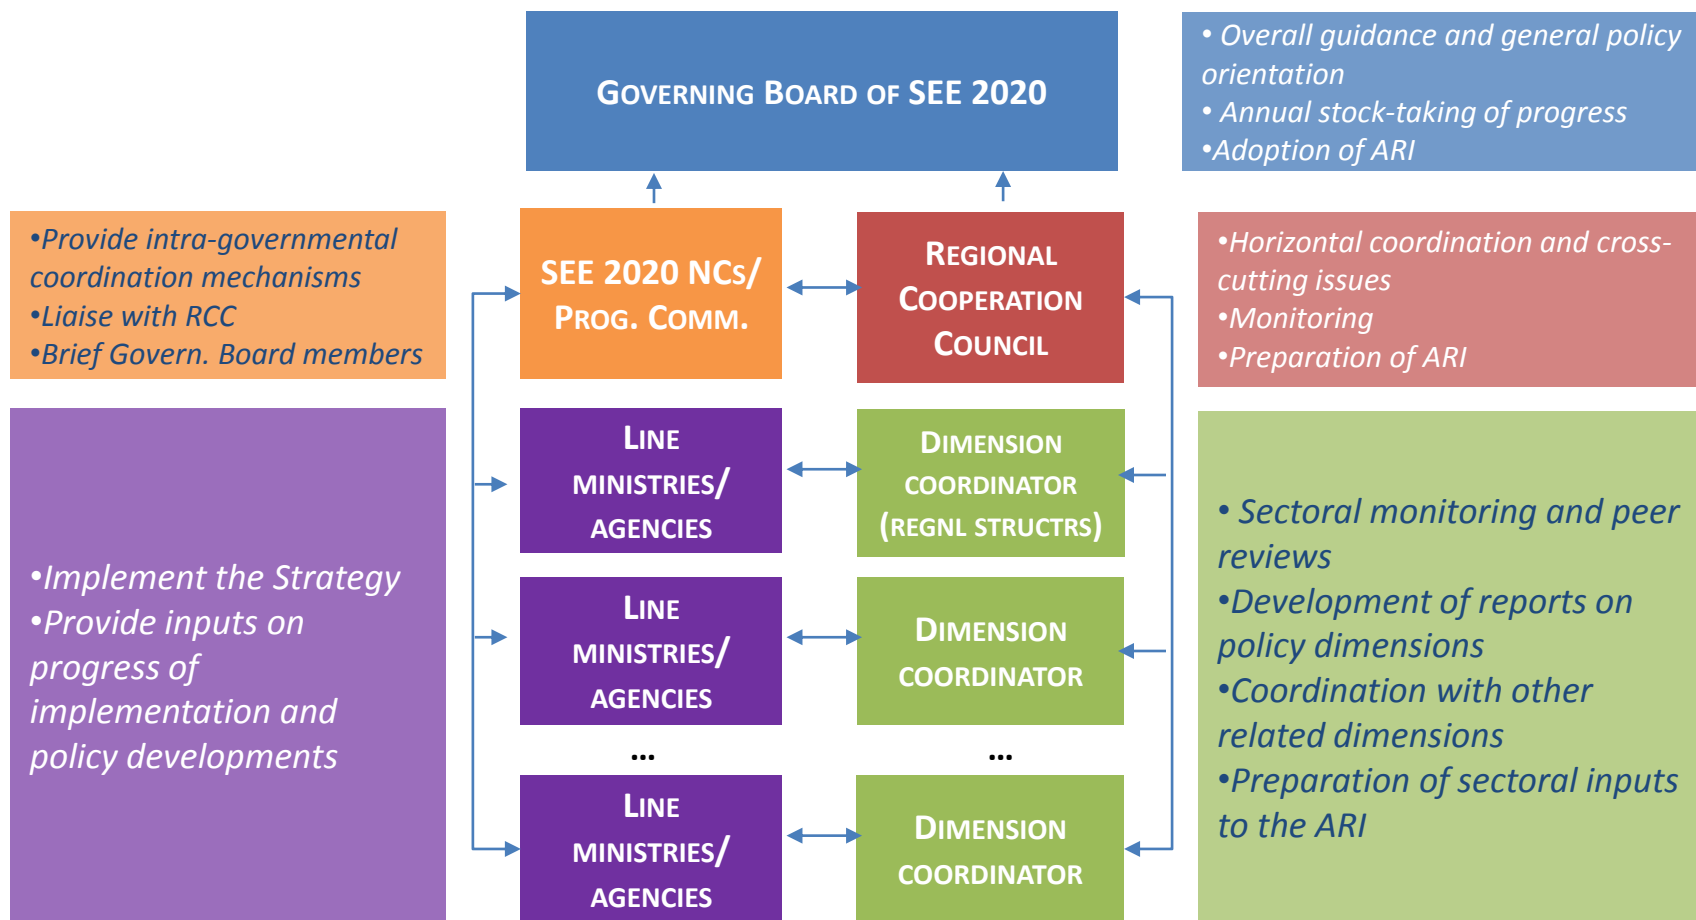 GOVERNING BOARD OF SEE 2020
• Overall guidance and general policy
orientation
• Annual stock-taking of progress
•Adoption of ARI
•Provide intra-governmental
coordination mechanisms
•Liaise with RCC
•Brief Govern. Board members
SEE 2020 NCS/
PROG. COMM.
REGIONAL
COOPERATION
COUNCIL
•Horizontal coordination and cross-
cutting issues
•Monitoring
•Preparation of ARI
•Implement the Strategy
•Provide inputs on
progress of
implementation and
policy developments
LINE
MINISTRIES/
AGENCIES
DIMENSION
COORDINATOR
(REGNL STRUCTRS)
LINE
MINISTRIES/
AGENCIES
DIMENSION
COORDINATOR
...
...
LINE
MINISTRIES/
AGENCIES
DIMENSION
COORDINATOR
• Sectoral monitoring and peer
reviews
•Development of reports on
policy dimensions
•Coordination with other
related dimensions
•Preparation of sectoral inputs
to the ARI